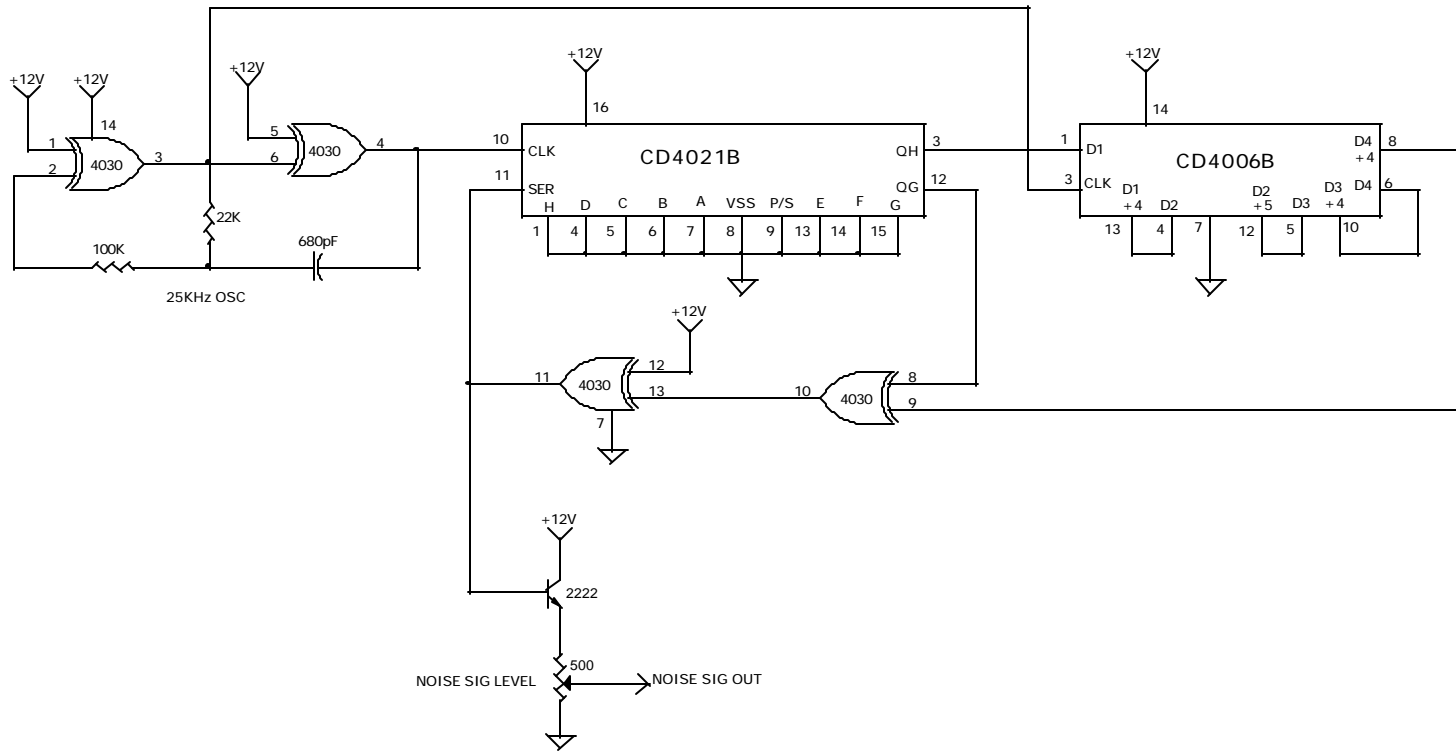 +12V
+12V
+12V
+12V
+12V
14
16
14
1
2
4030
3
5
6
4030
4
10
CLK
CD4021B
QH
3
1
D1
CD4006B
D4
+4
8
11
SER
QG
12
3
CLK
D4
6
H
D
C
B
A
VSS
P/S
E
F
G
D1
+4
D2
D2
+5
D3
D3
+4
1
4
5
6
7
8
9
13
14
15
13
4
7
12
5
10
22K
100K
680pF
25KHz OSC
+12V
11
4030
12
13
7
10
4030
8
9
+12V
2222
500
NOISE SIG LEVEL
NOISE SIG OUT